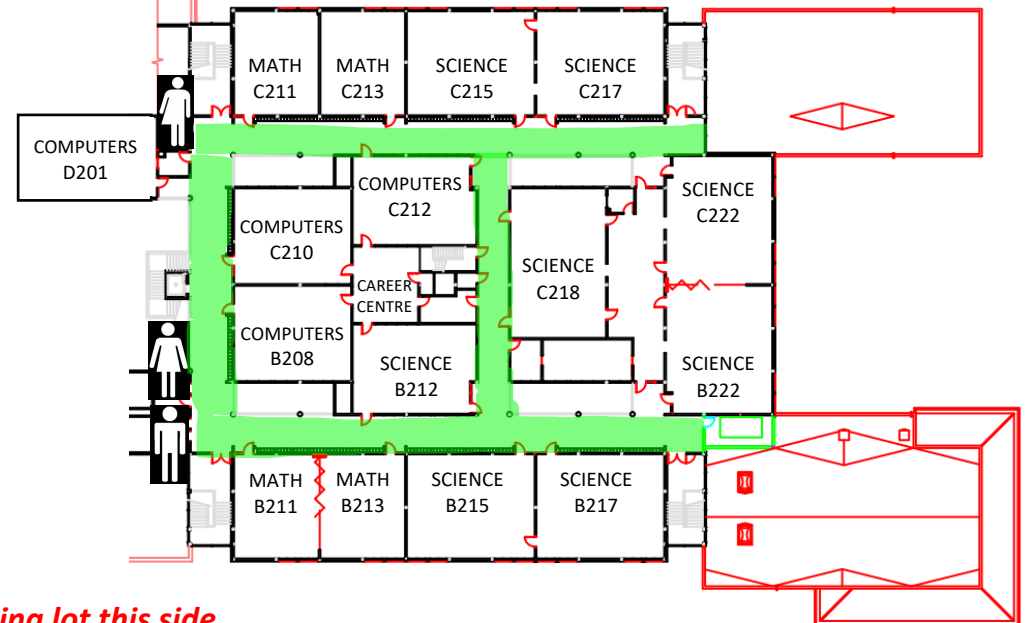 MATH
C211
MATH
C213
SCIENCE
C215
SCIENCE
C217
COMPUTERS
D201
COMPUTERS
C212
SCIENCE
C222
COMPUTERS
C210
SCIENCE
C218
CAREER
CENTRE
COMPUTERS
B208
SCIENCE
B212
SCIENCE
B222
MATH
B211
MATH
B213
SCIENCE
B215
SCIENCE
B217
ing lot this side